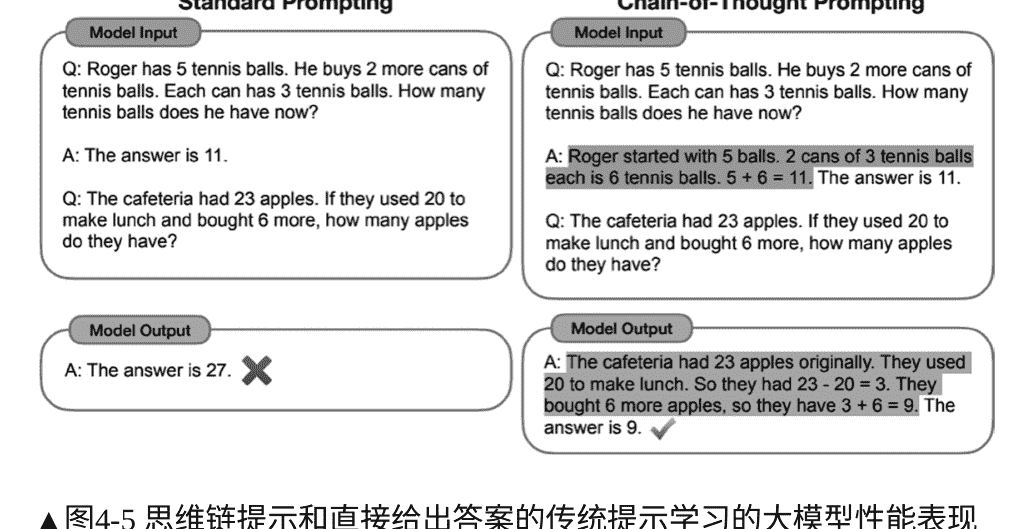 Standard Prompting
Model Input
Q: Roger has 5 tennis balls. He buys 2 more cans of
tennis balls. Each can has 3 tennis balls. How many
tennis balls does he have now?
A: The answer is 11.
Q: The cafeteria had 23 apples. If they used 20 to
make lunch and bought 6 more, how many apples
do they have?
Model Output
A: The answer is 27.
Chain-of-Thought Prompting
Model Input
Q: Roger has 5 tennis balls. He buys 2 more cans of
tennis balls. Each can has 3 tennis balls. How many
tennis balls does he have now?
A: Roger started with 5 balls. 2 cans of 3 tennis balls
each is 6 tennis balls. 5 + 6 = 11. The answer is 11.
Q: The cafeteria had 23 apples. If they used 20 to
make lunch and bought 6 more, how many apples
do they have?
Model Output
A: The cafeteria had 23 apples originally. They used
20 to make lunch. So they had 23 - 20 = 3. They
bought 6 more apples, so they have 3 + 6 = 9. The
answer is 9.
▲图4-5 思维链提示和直接给出答案的传统提示学习的大模型性能表现